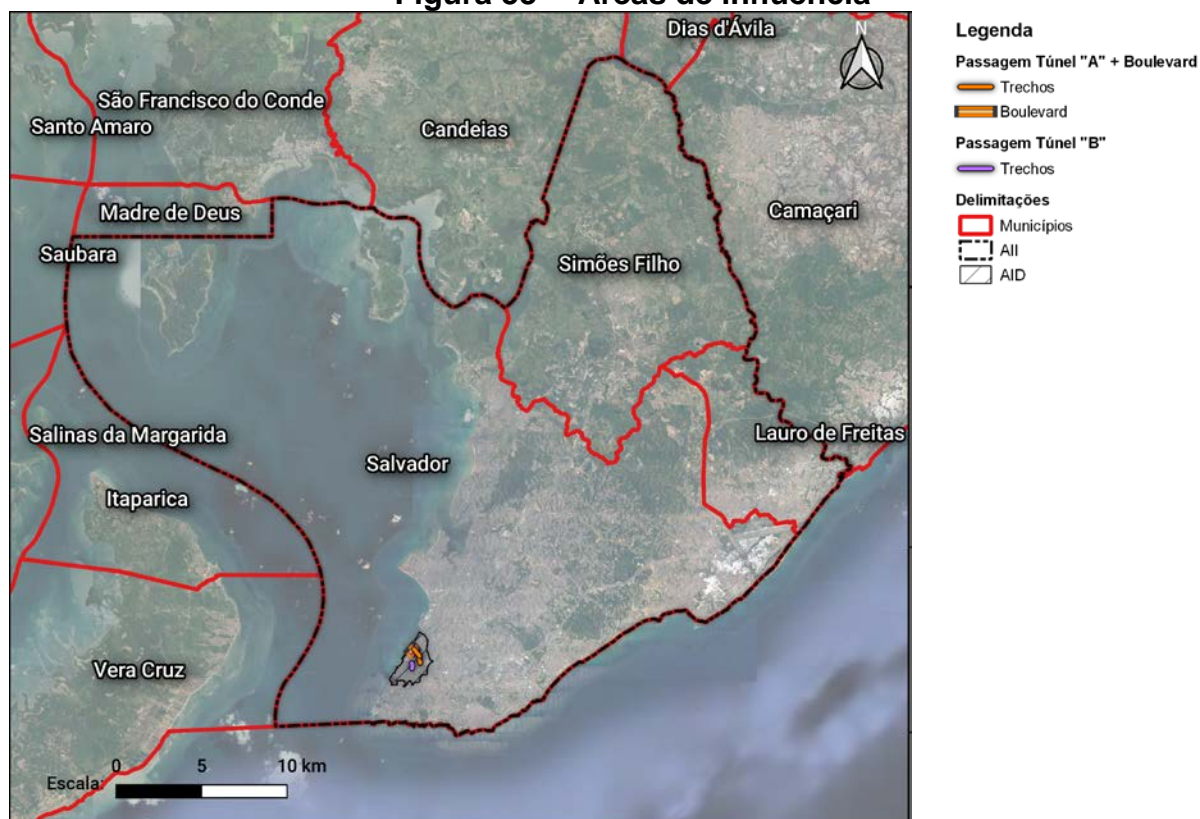 Dias d'Ávila
N
São Francisco do Conde
Santo Amaro
Candeias
Madre de Deus
Camaçari
Saubara
Simões Filho
Salinas da Margarida
Lauro de Freitas
Salvador
Itaparica
Vera Cruz
Escala:
0 5 10 km
Legenda
Passagem Túnel "A" + Boulevard
Trechos
Boulevard
Passagem Túnel "B"
Trechos
Delimitações
Municípios
AII
AID